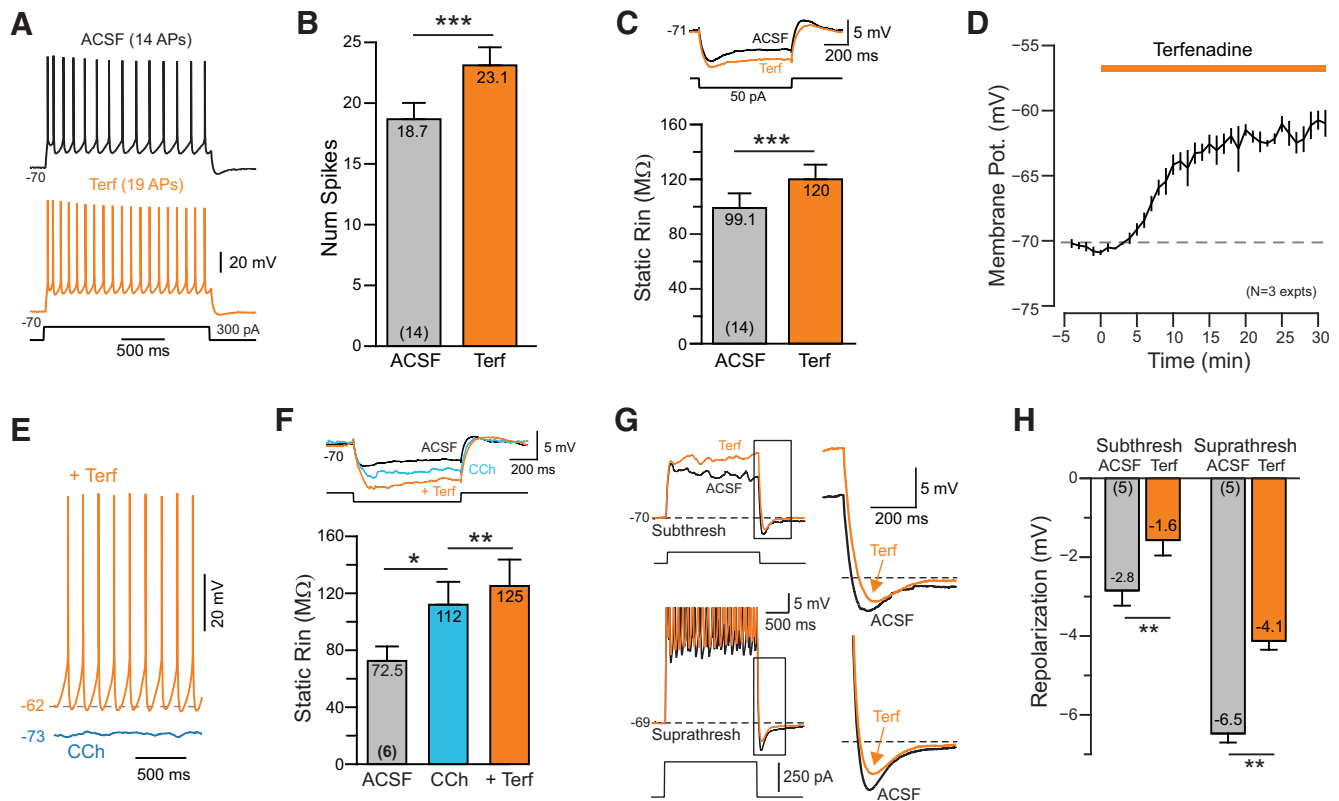 A
ACSF (14 APs)
-70
Terf (19 APs)
20 mV
-70
300 pA
500 ms
B
***
25
20
15
10
5
0
Num Spikes
18.7
23.1
(14)
ACSF
Terf
C
-71
ACSF
Terf
5 mV
200 ms
50 pA
***
160
120
80
40
0
Static Rin (MΩ)
99.1
120
(14)
ACSF
Terf
D
Terfenadine
−55
−60
−65
−70
−75
Membrane Pot. (mV)
(N=3 expts)
−5
0
5
10
15
20
25
30
Time (min)
E
+ Terf
20 mV
-62
-73
CCh
500 ms
F
-70
ACSF
CCh
+ Terf
5 mV
200 ms
*
**
160
120
80
40
0
Static Rin (MΩ)
72.5
112
125
(6)
ACSF
CCh
+ Terf
G
Terf
ACSF
-70
Subthresh
5 mV
200 ms
Terf
ACSF
5 mV
500 ms
-69
Suprathresh
250 pA
Terf
ACSF
H
Subthresh
Suprathresh
ACSF
Terf
ACSF
Terf
0
−2
−4
−6
Repolarization (mV)
(5)
(5)
-1.6
-2.8
-4.1
-6.5
**
**